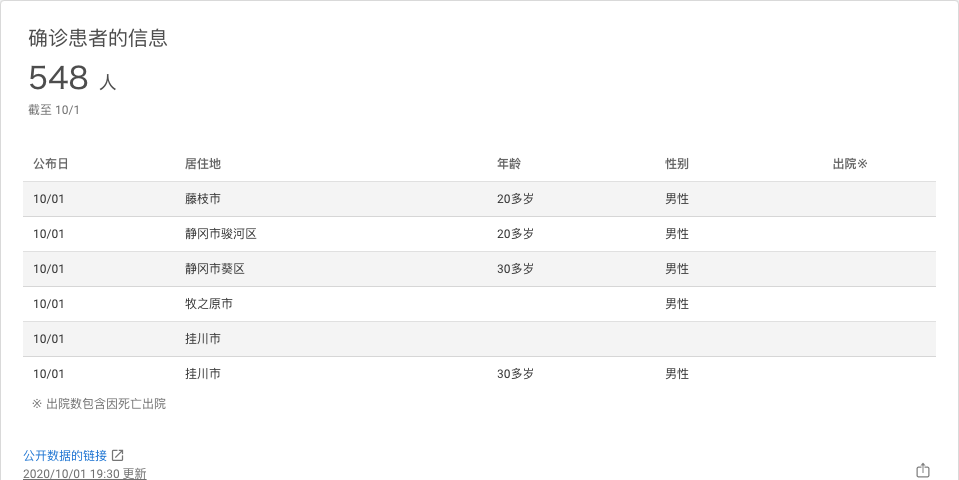 确诊患者的信息
548 人
截至 10/1
公布日 居住地 年龄 性别 出院※
10/01 藤枝市 20多岁 男性
10/01 静冈市骏河区 20多岁 男性
10/01 静冈市葵区 30多岁 男性
10/01 牧之原市 男性
10/01 挂川市
10/01 挂川市 30多岁 男性
※ 出院数包含因死亡出院
公开数据的链接
2020/10/01 19:30 更新